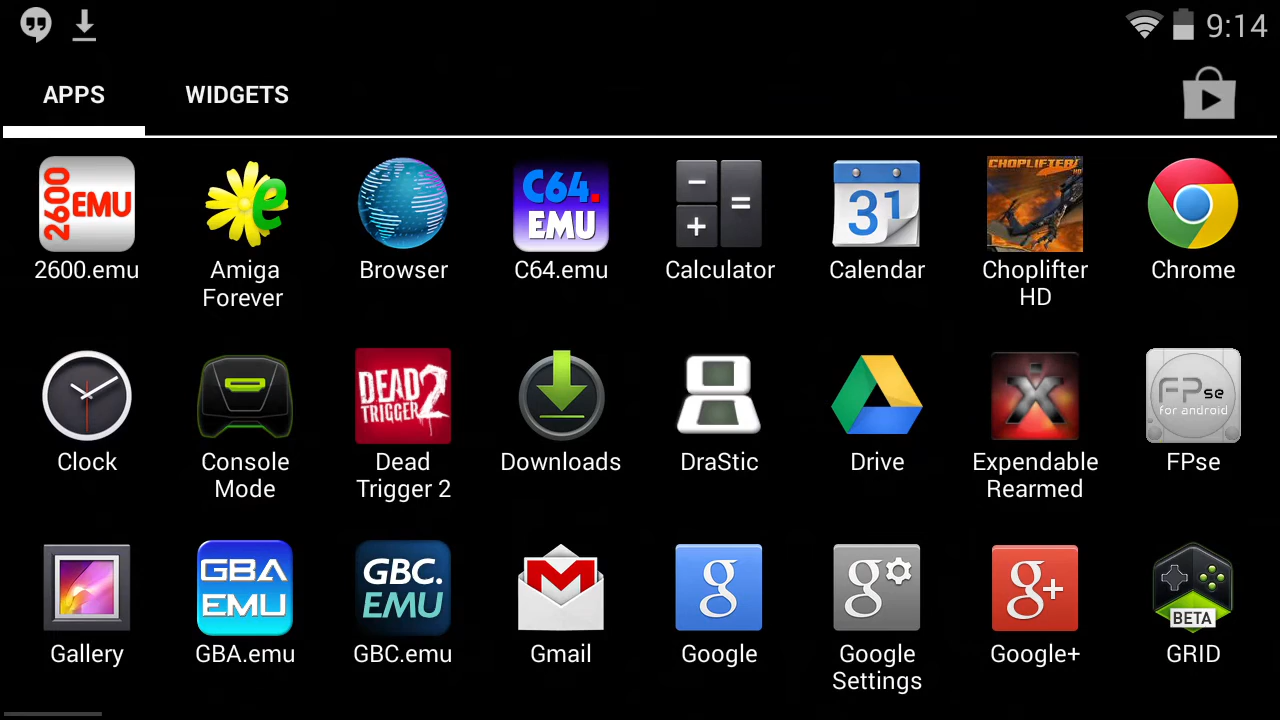 9:14
APPS WIDGETS
2600 EMU
C64.
EMU
31
CHOPLIFTER HD
2600.emu
Amiga
Forever
Browser
C64.emu
Calculator
Calendar
Choplifter
HD
Chrome
DEAD
TRIGGER 2
FPse
for android
Clock
Console
Mode
Dead
Trigger 2
Downloads
DraStic
Drive
Expendable
Rearmed
FPse
GBA
EMU
GBC.
EMU
g
g
g+
BETA
Gallery
GBA.emu
GBC.emu
Gmail
Google
Google
Settings
Google+
GRID